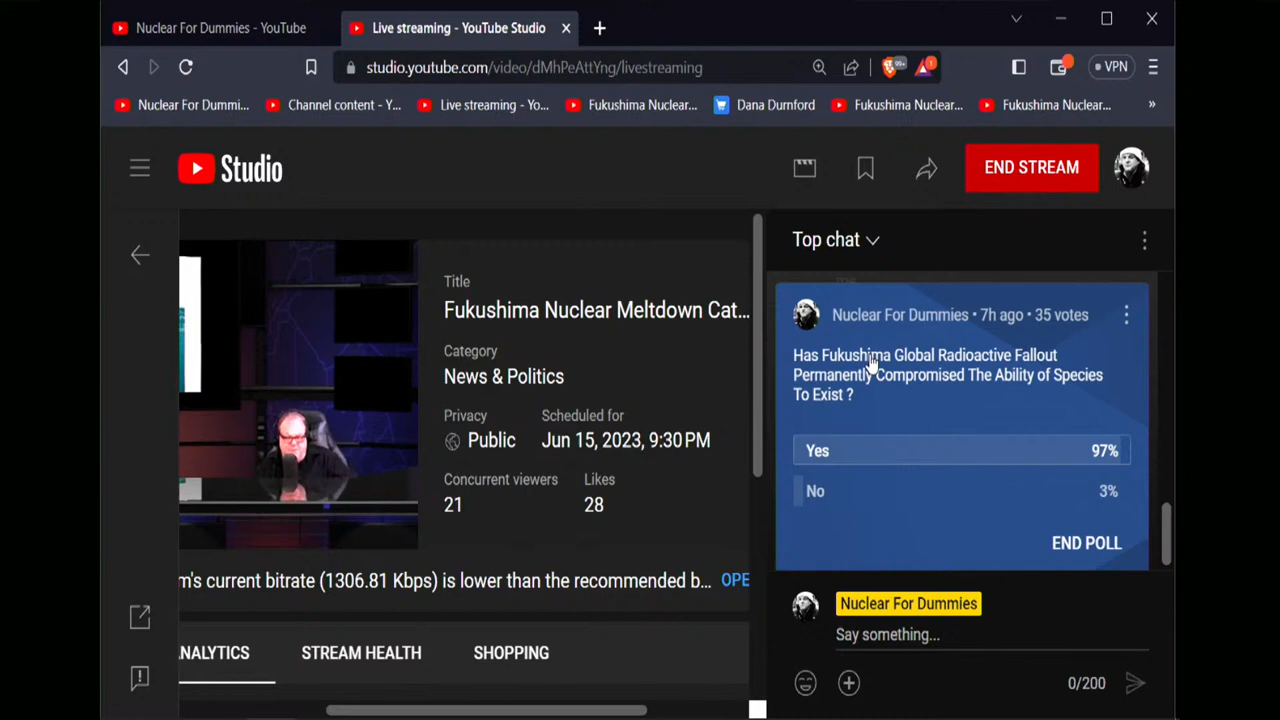 Nuclear For Dummies - YouTube
Live streaming - YouTube Studio
studio.youtube.com/video/dMhPeAttYng/livestreaming
99+
1
VPN
Nuclear For Dummi...
Channel content - Y...
Live streaming - Yo...
Fukushima Nuclear...
Dana Durnford
Fukushima Nuclear...
Fukushima Nuclear...
»
Studio
END STREAM
Title
Fukushima Nuclear Meltdown Cat...
Category
News & Politics
Privacy
Scheduled for
Public
Jun 15, 2023, 9:30 PM
Concurrent viewers
Likes
21
28
m's current bitrate (1306.81 Kbps) is lower than the recommended b...
OPE
NALYTICS
STREAM HEALTH
SHOPPING
Top chat
Nuclear For Dummies • 7h ago • 35 votes
Has Fukushima Global Radioactive Fallout
Permanently Compromised The Ability of Species
To Exist ?
Yes 97%
No 3%
END POLL
Nuclear For Dummies
Say something...
0/200